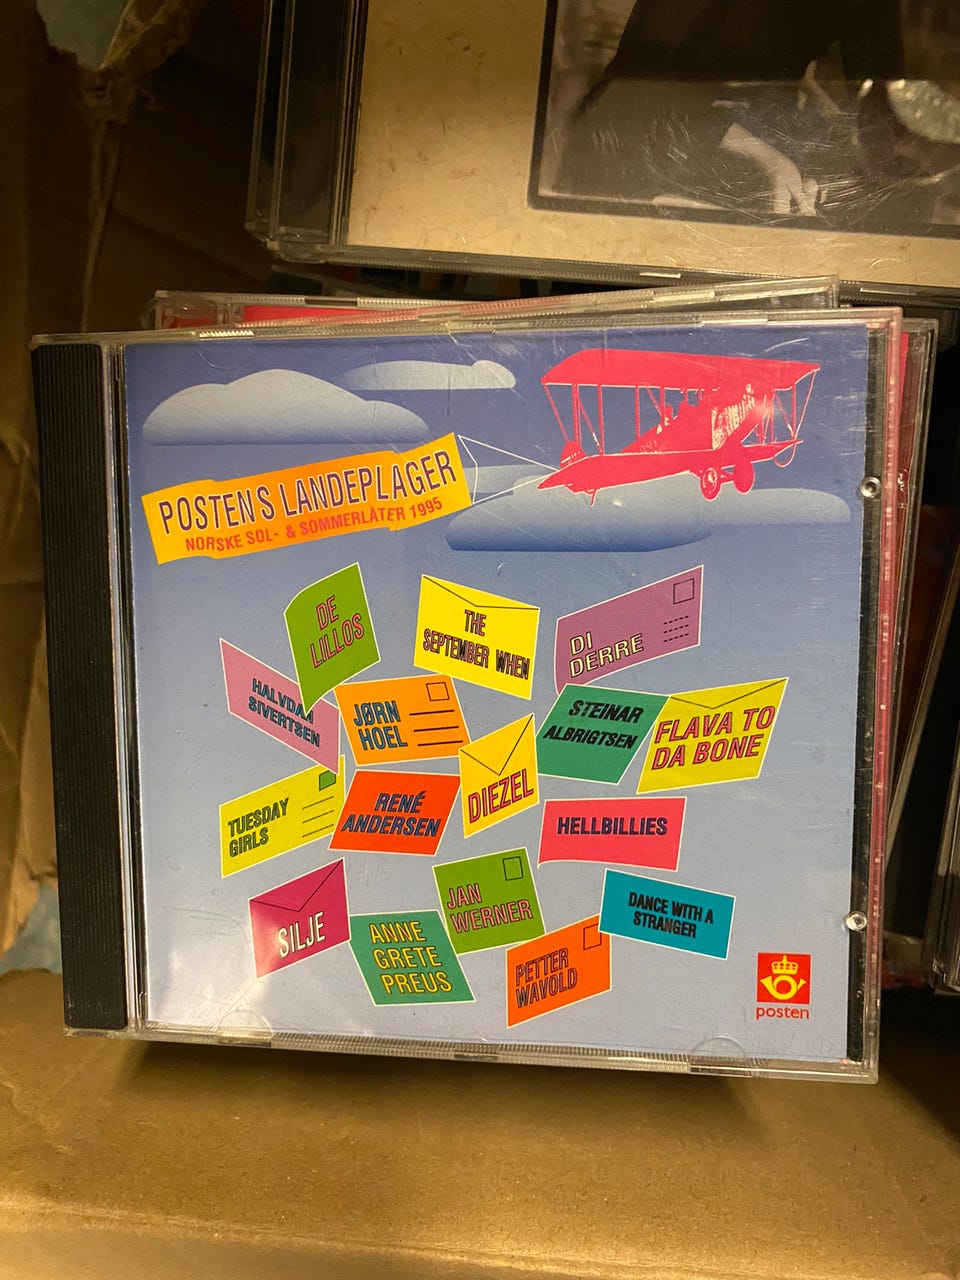 POSTENS LANDEPLAGER
NORSKE SOL- & SOMMERLÅTER 1995
DE
LILLOS
THE
SEPTEMBER WHEN
DI
DERRE
HALVDAN
SIVERTSEN
JØRN
HOEL
STEINAR
ALBRIGTSEN
FLAVA TO
DA BONE
DIEZEL
TUESDAY
GIRLS
RENÉ
ANDERSEN
HELLBILLIES
SILJE
JAN
WERNER
DANCE WITH A
STRANGER
ANNE
GRETE
PREUS
PETTER
WAVOLD
posten